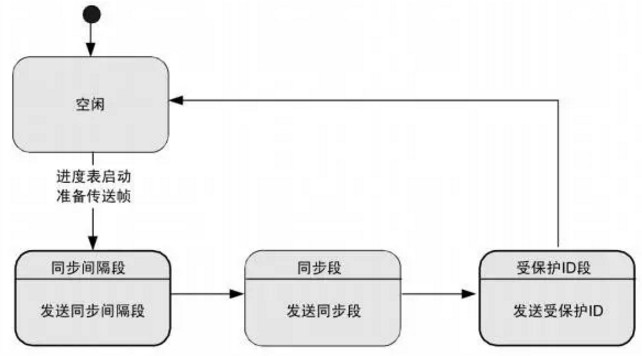 空闲
进度表启动
准备传送帧
同步间隔段
发送同步间隔段
同步段
发送同步段
受保护ID段
发送受保护ID